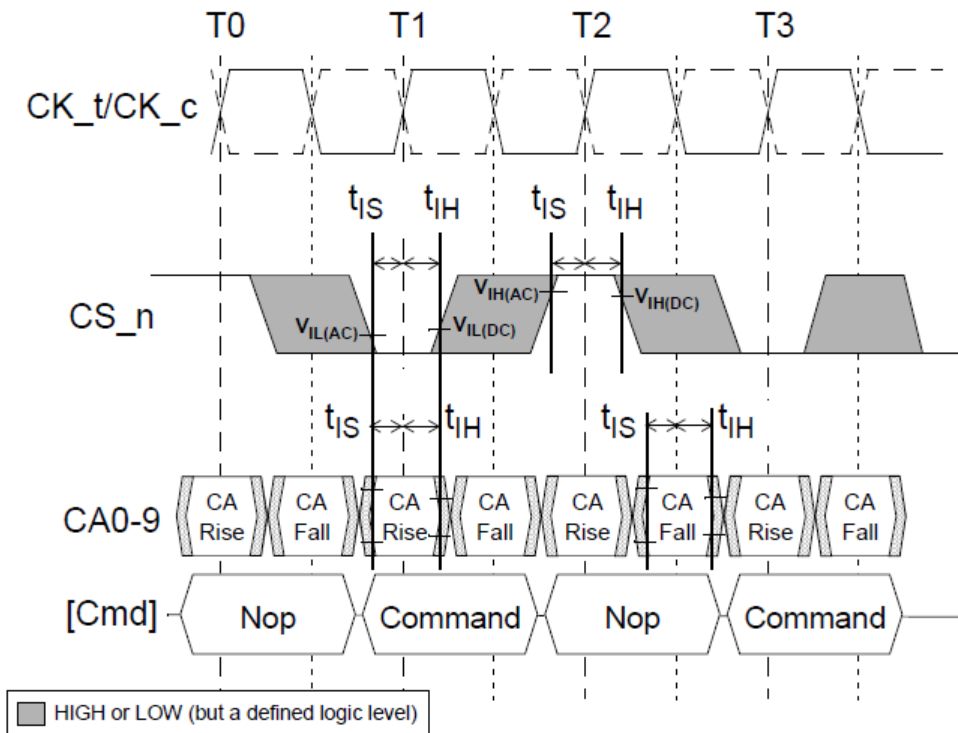 T0 T1 T2 T3
CK_t/CK_c
tIS tIH tIS tIH
CS_n
VIL(AC) VIL(DC) VIH(AC) VIH(DC)
tIS tIH tIS tIH
CA0-9
CA Rise CA Fall CA Rise CA Fall CA Rise CA Fall CA Rise CA Fall
[Cmd] Nop Command Nop Command
HIGH or LOW (but a defined logic level)